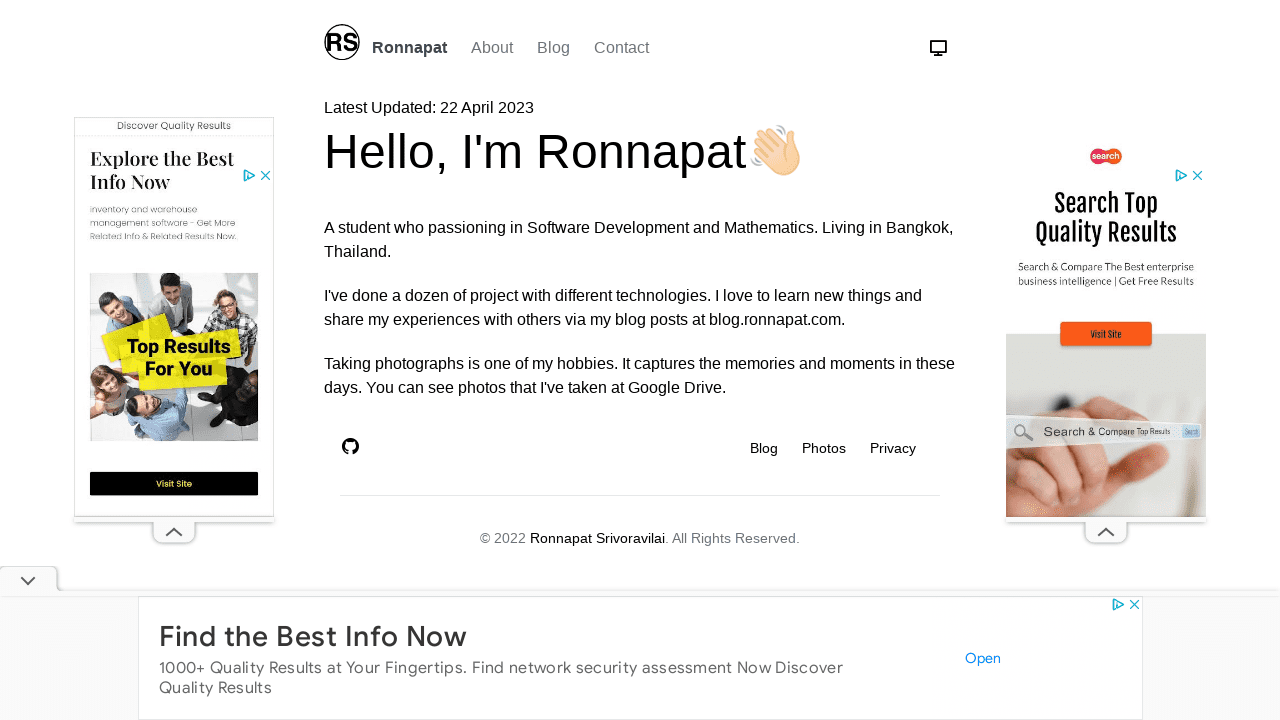 RS
Ronnapat About Blog Contact
Latest Updated: 22 April 2023
Hello, I'm Ronnapat
A student who passioning in Software Development and Mathematics. Living in Bangkok,
Thailand.
I've done a dozen of project with different technologies. I love to learn new things and
share my experiences with others via my blog posts at blog.ronnapat.com.
Taking photographs is one of my hobbies. It captures the memories and moments in these
days. You can see photos that I've taken at Google Drive.
Blog Photos Privacy
© 2022 Ronnapat Srivoravilai. All Rights Reserved.
Discover Quality Results
Explore the Best
Info Now
inventory and warehouse
management software - Get More
Related Info & Related Results Now.
Top Results
For You
Visit Site
search
Search Top
Quality Results
Search & Compare The Best enterprise
business intelligence | Get Free Results
Visit Site
Search & Compare Top Results
Search
Find the Best Info Now
1000+ Quality Results at Your Fingertips. Find network security assessment Now Discover
Quality Results
Open